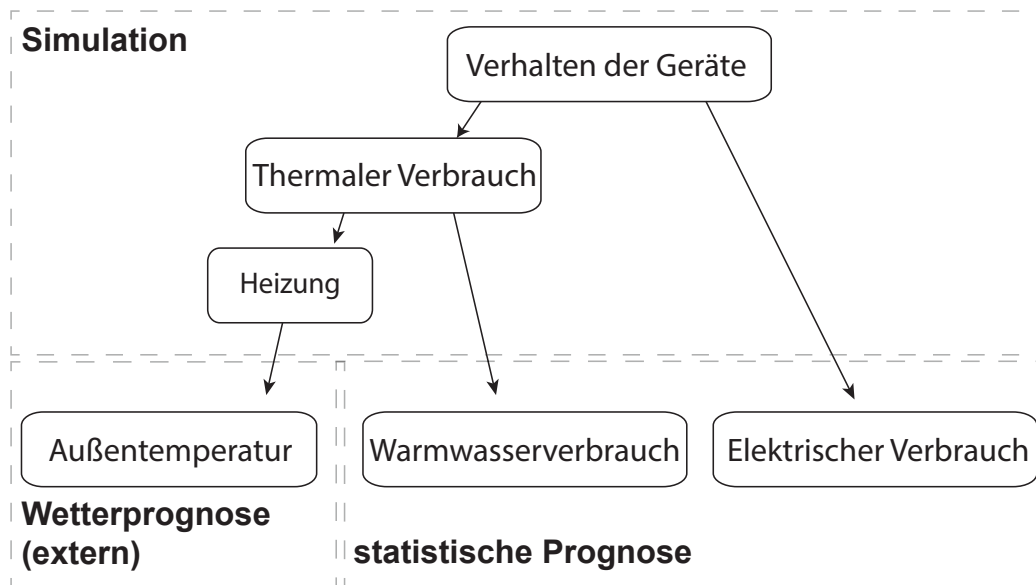 Simulation
Verhalten der Geräte
Thermaler Verbrauch
Heizung
Außentemperatur
Warmwasserverbrauch
Elektrischer Verbrauch
Wetterprognose
(extern)
statistische Prognose